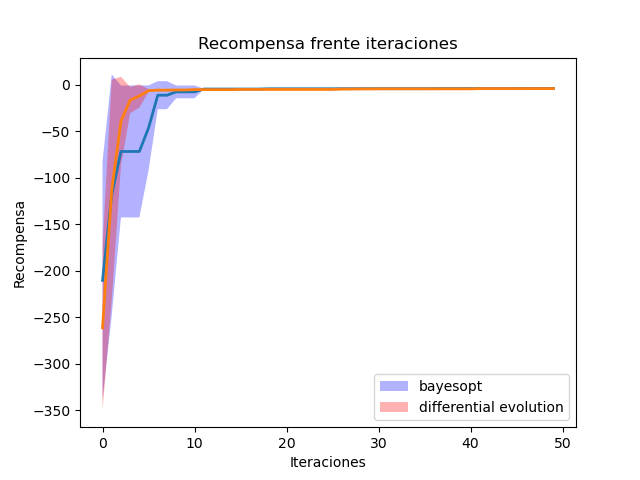 Recompensa frente iteraciones
Recompensa
0
−50
−100
−150
−200
−250
−300
−350
0 10 20 30 40 50
Iteraciones
bayesopt
differential evolution